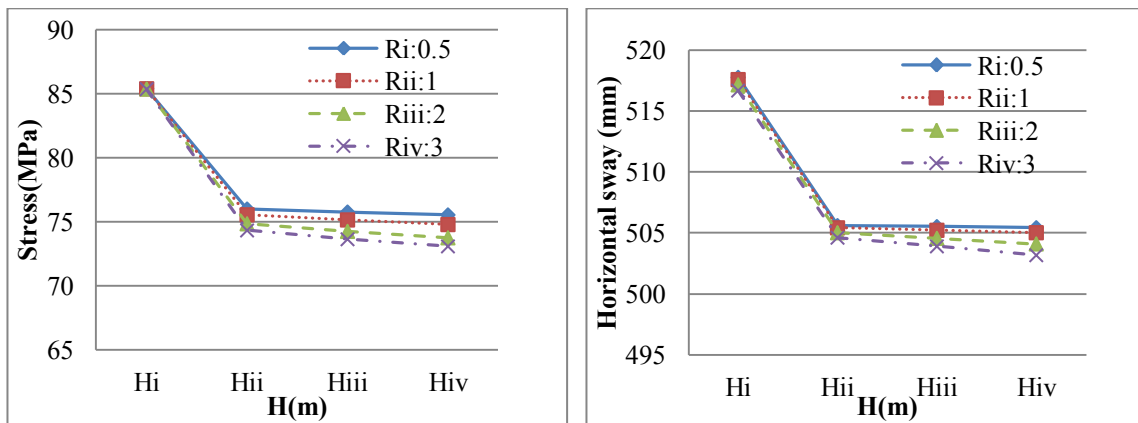 Stress(MPa)
90
85
80
75
70
65
Ri:0.5
Rii:1
Riii:2
Riv:3
Hi Hii Hiii Hiv
H(m)
Horizontal sway (mm)
520
515
510
505
500
495
Ri:0.5
Rii:1
Riii:2
Riv:3
Hi Hii Hiii Hiv
H(m)